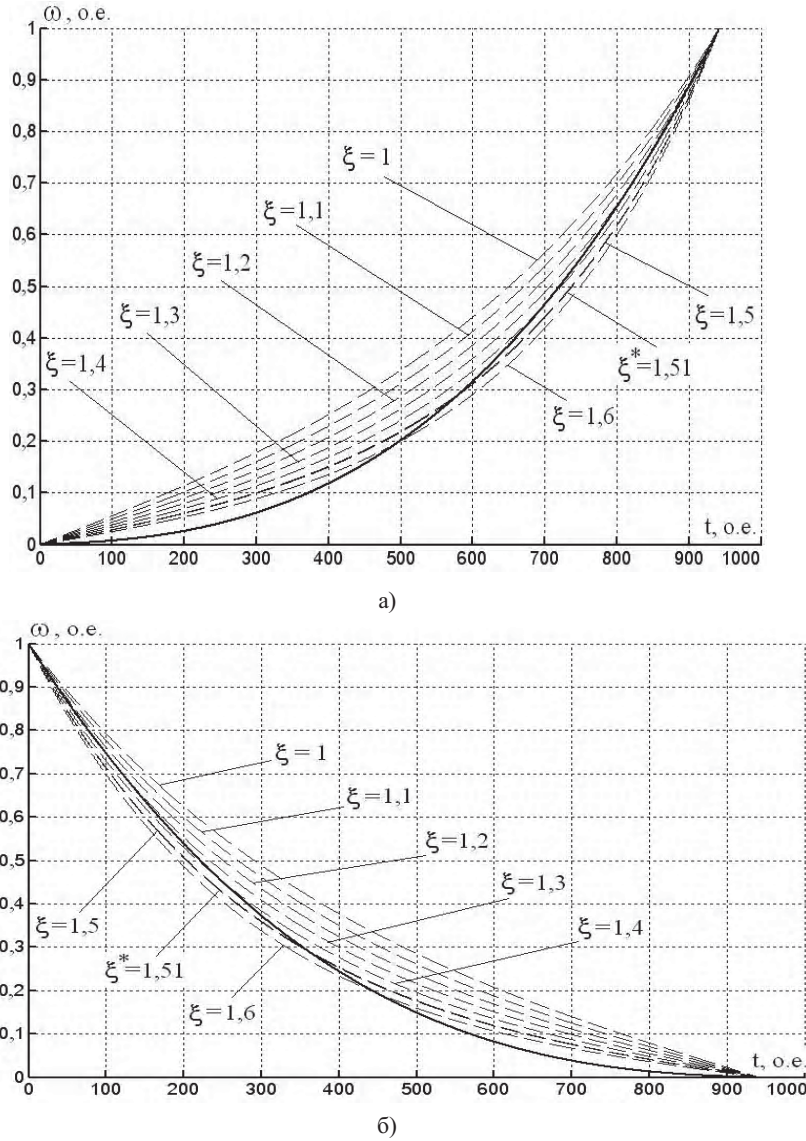 ω, о.е.
1
0,9
0,8
0,7
0,6
0,5
0,4
0,3
0,2
0,1
0
ξ=1
ξ=1,1
ξ=1,2
ξ=1,3
ξ=1,4
ξ=1,5
ξ*=1,51
ξ=1,6
t, о.е.
0 100 200 300 400 500 600 700 800 900 1000
а)
ω, о.е.
1
0,9
0,8
0,7
0,6
0,5
0,4
0,3
0,2
0,1
0
ξ=1
ξ=1,1
ξ=1,2
ξ=1,3
ξ=1,4
ξ=1,5
ξ*=1,51
ξ=1,6
t, о.е.
0 100 200 300 400 500 600 700 800 900 1000
б)